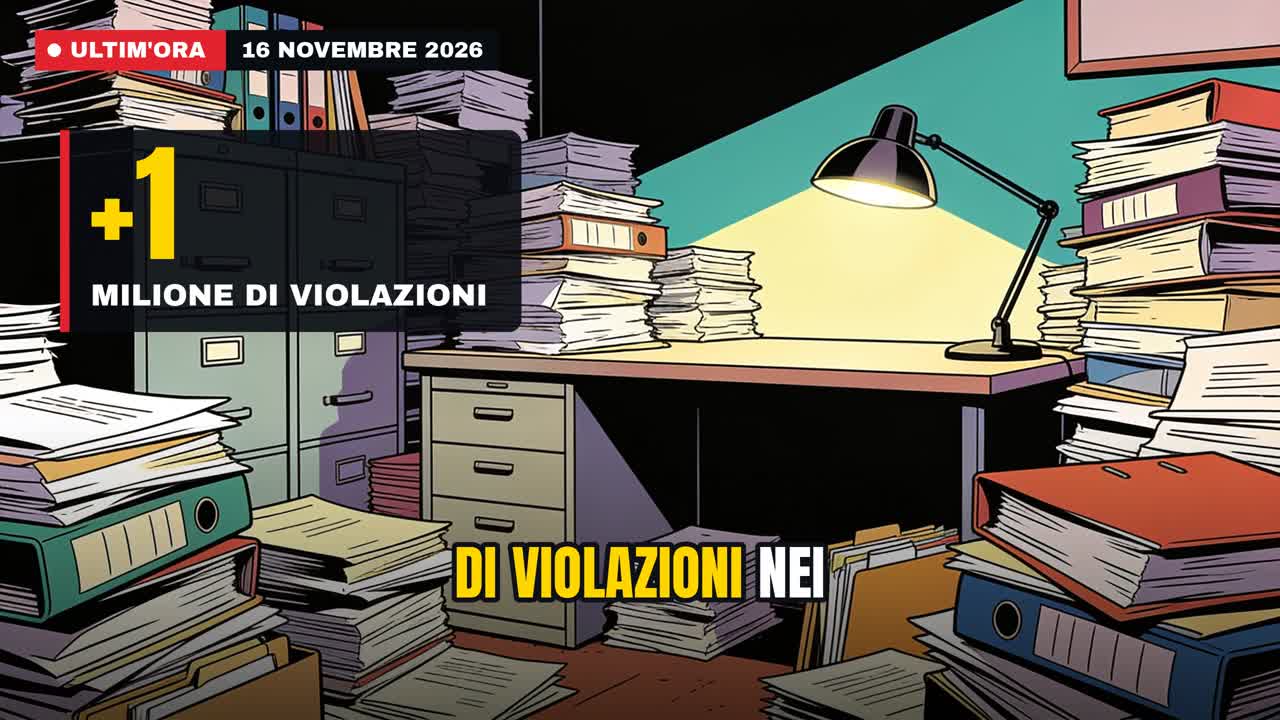 ULTIM'ORA 16 NOVEMBRE 2026
+1
MILIONE DI VIOLAZIONI
DI VIOLAZIONI NEI